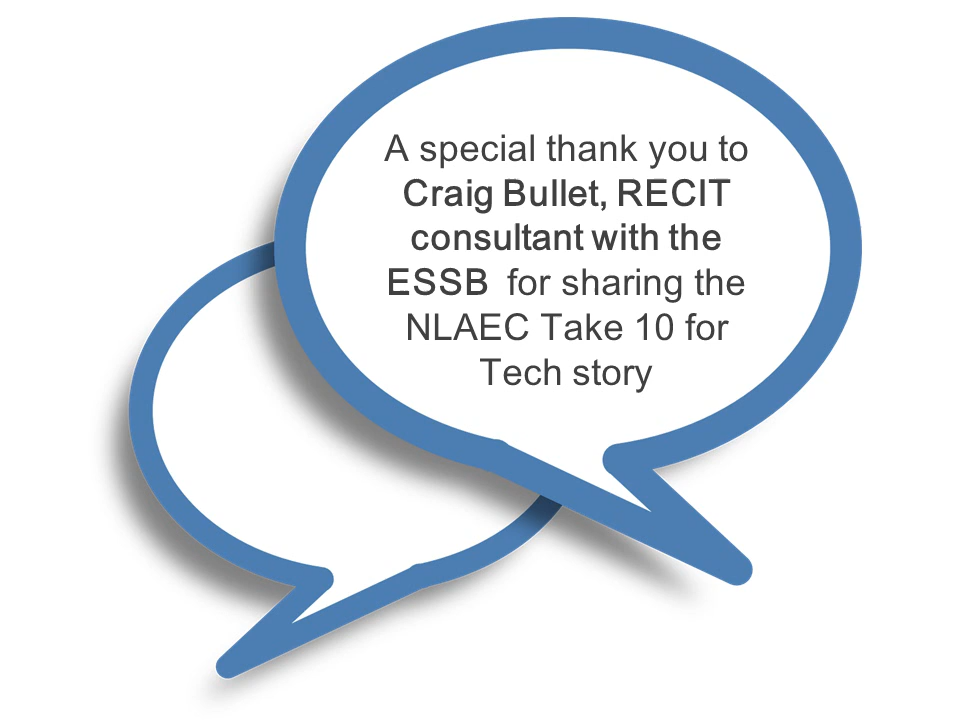 A special thank you to
Craig Bullet, RECIT
consultant with the
ESSB  for sharing the
NLAEC Take 10 for
Tech story